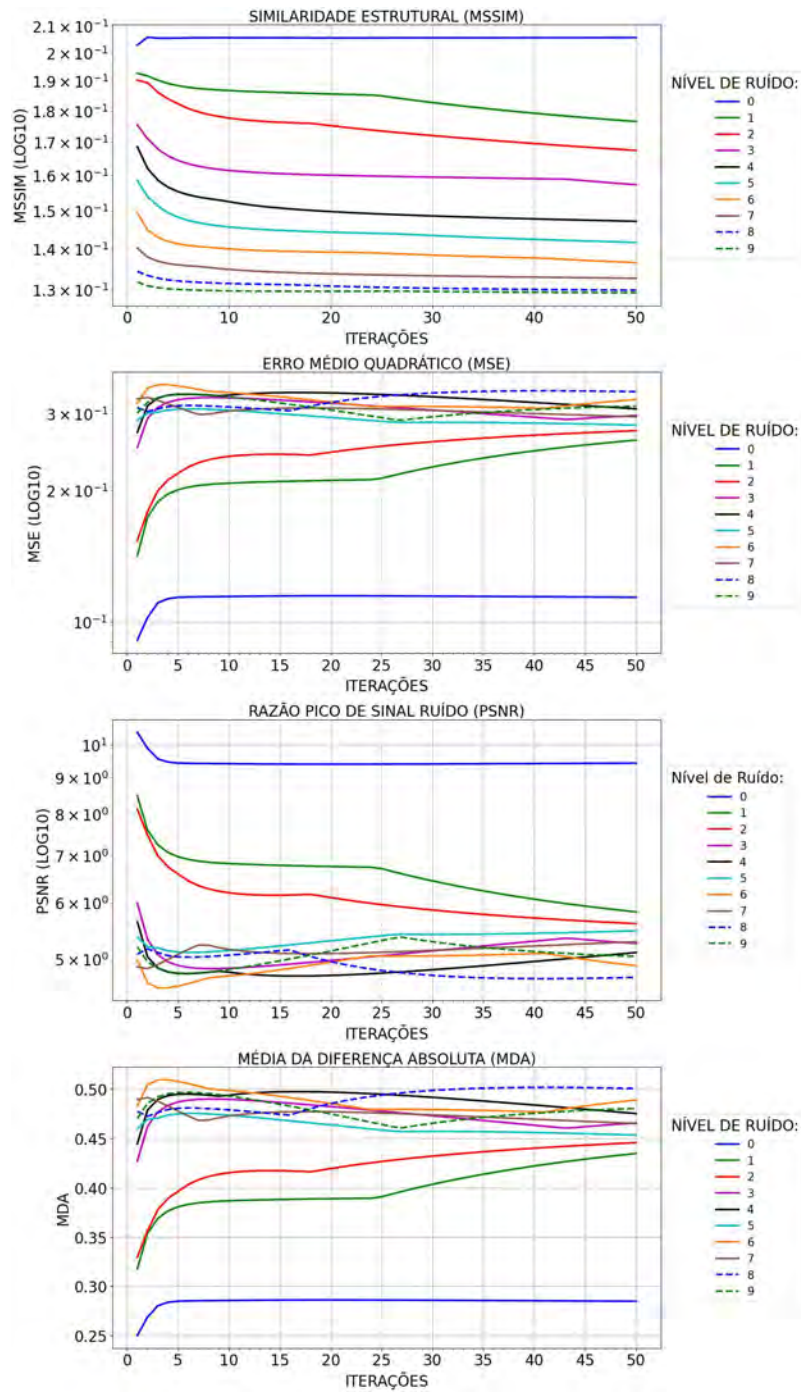 SIMILARIDADE ESTRUTURAL (MSSIM)
2.1 × 10⁻¹
2 × 10⁻¹
1.9 × 10⁻¹
1.8 × 10⁻¹
1.7 × 10⁻¹
1.6 × 10⁻¹
1.5 × 10⁻¹
1.4 × 10⁻¹
1.3 × 10⁻¹
MSSIM (LOG10)
0 5 10 15 20 25 30 35 40 45 50
ITERAÇÕES
NÍVEL DE RUÍDO:
0
1
2
3
4
5
6
7
8
9
ERRO MÉDIO QUADRÁTICO (MSE)
3 × 10⁻¹
2 × 10⁻¹
10⁻¹
MSE (LOG10)
0 5 10 15 20 25 30 35 40 45 50
ITERAÇÕES
NÍVEL DE RUÍDO:
0
1
2
3
4
5
6
7
8
9
RAZÃO PICO DE SINAL RUÍDO (PSNR)
10¹
9 × 10⁰
8 × 10⁰
7 × 10⁰
6 × 10⁰
5 × 10⁰
PSNR (LOG10)
0 5 10 15 20 25 30 35 40 45 50
ITERAÇÕES
Nível de Ruído:
0
1
2
3
4
5
6
7
8
9
MÉDIA DA DIFERENÇA ABSOLUTA (MDA)
0.50
0.45
0.40
0.35
0.30
0.25
MDA
0 5 10 15 20 25 30 35 40 45 50
ITERAÇÕES
NÍVEL DE RUÍDO:
0
1
2
3
4
5
6
7
8
9